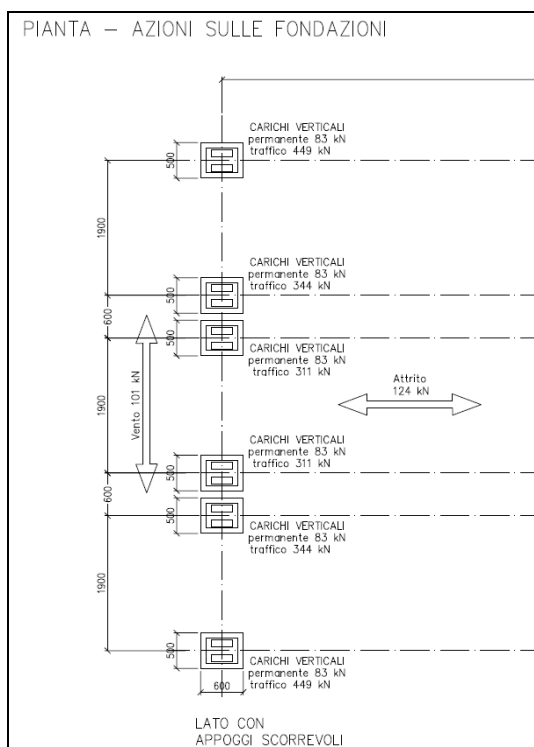 PIANTA – AZIONI SULLE FONDAZIONI
CARICHI VERTICALI
permanente 83 kN
traffico 449 kN
500
1900
CARICHI VERTICALI
permanente 83 kN
traffico 344 kN
500
600
CARICHI VERTICALI
permanente 83 kN
traffico 311 kN
500
1900
Vento 101 kN
Attrito
124 kN
CARICHI VERTICALI
permanente 83 kN
traffico 311 kN
500
600
CARICHI VERTICALI
permanente 83 kN
traffico 344 kN
500
1900
CARICHI VERTICALI
permanente 83 kN
traffico 449 kN
500
600
LATO CON
APPOGGI SCORREVOLI